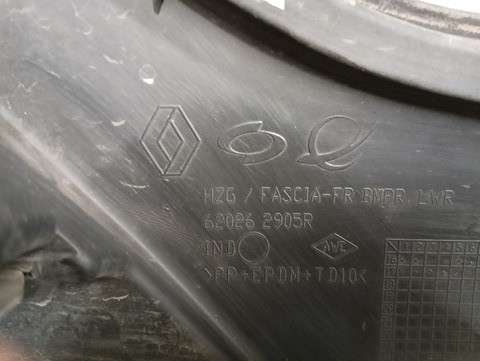 HZG / FASCIA-FR BMPR. LWR
62026 2905R
IND
AWE
>PP+EPDM+TD10<